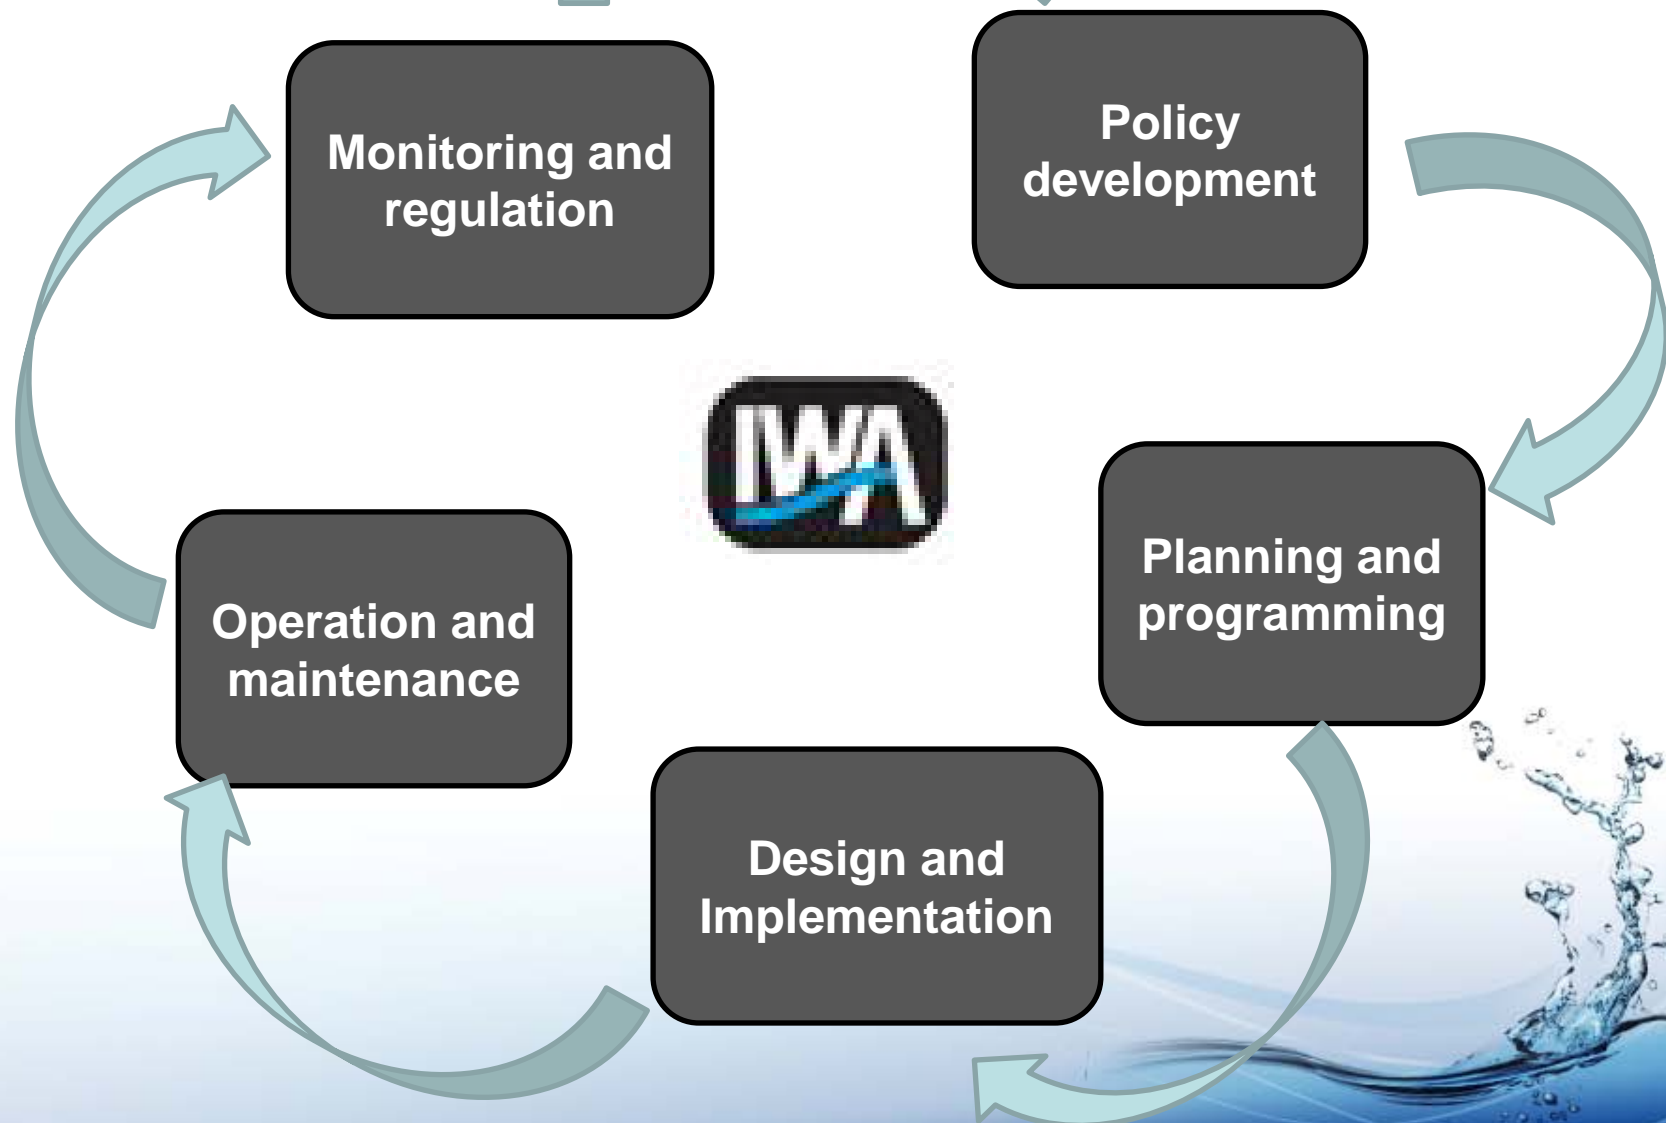 Monitoring and
regulation
Policy
development
IWA
Planning and
programming
Operation and
maintenance
Design and
Implementation